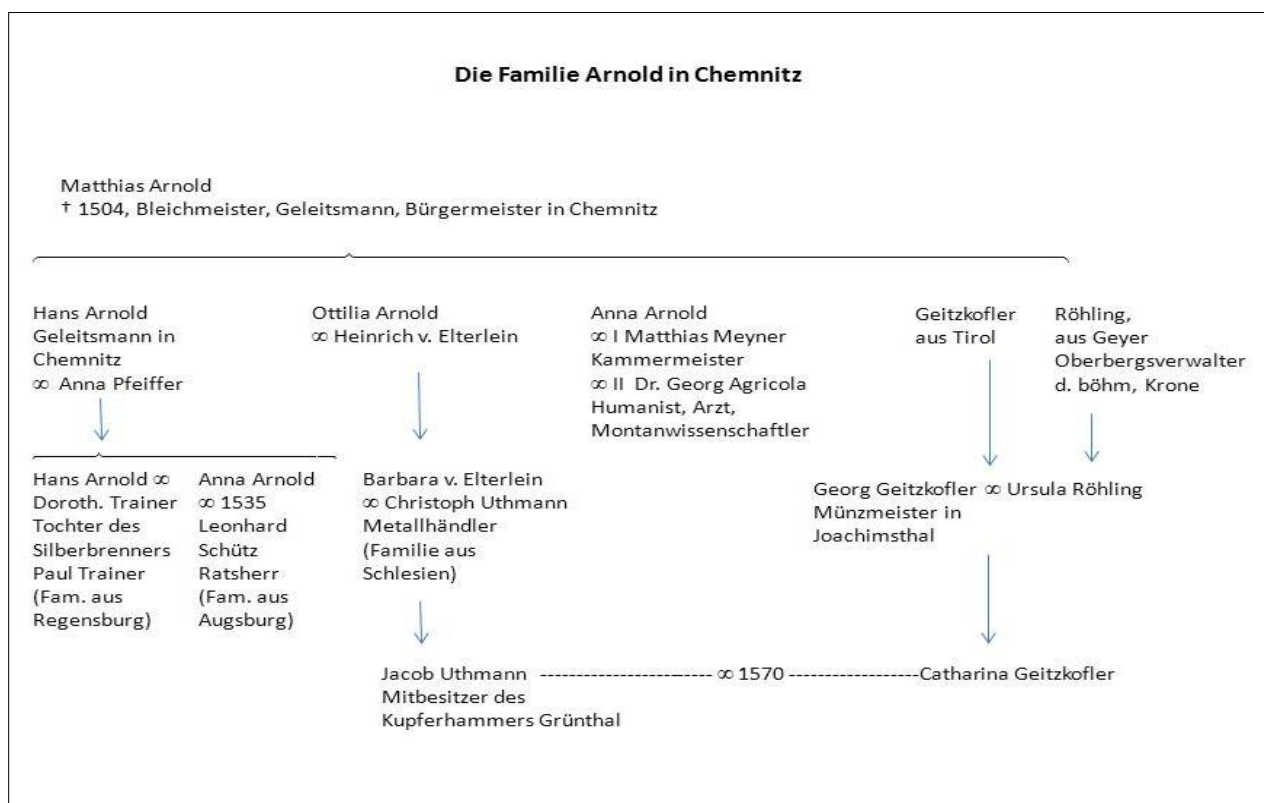 Die Familie Arnold in Chemnitz
Matthias Arnold
† 1504, Bleichmeister, Geleitsmann, Bürgermeister in Chemnitz
Hans Arnold
Geleitsmann in
Chemnitz
∞ Anna Pfeiffer
Ottilia Arnold
∞ Heinrich v. Elterlein
Anna Arnold
∞ I Matthias Meyner
Kammermeister
∞ II Dr. Georg Agricola
Humanist, Arzt,
Montanwissenschaftler
Geitzkofler
aus Tirol
Röhling,
aus Geyer
Oberbergsverwalter
d. böhm, Krone
Hans Arnold ∞
Doroth. Trainer
Tochter des
Silberbrenners
Paul Trainer
(Fam. aus
Regensburg)
Anna Arnold
∞ 1535
Leonhard
Schütz
Ratsherr
(Fam. aus
Augsburg)
Barbara v. Elterlein
∞ Christoph Uthmann
Metallhändler
(Familie aus
Schlesien)
Georg Geitzkofler ∞ Ursula Röhling
Münzmeister in
Joachimsthal
Jacob Uthmann ------------------------ ∞ 1570 ------------------Catharina Geitzkofler
Mitbesitzer des
Kupferhammers Grünthal